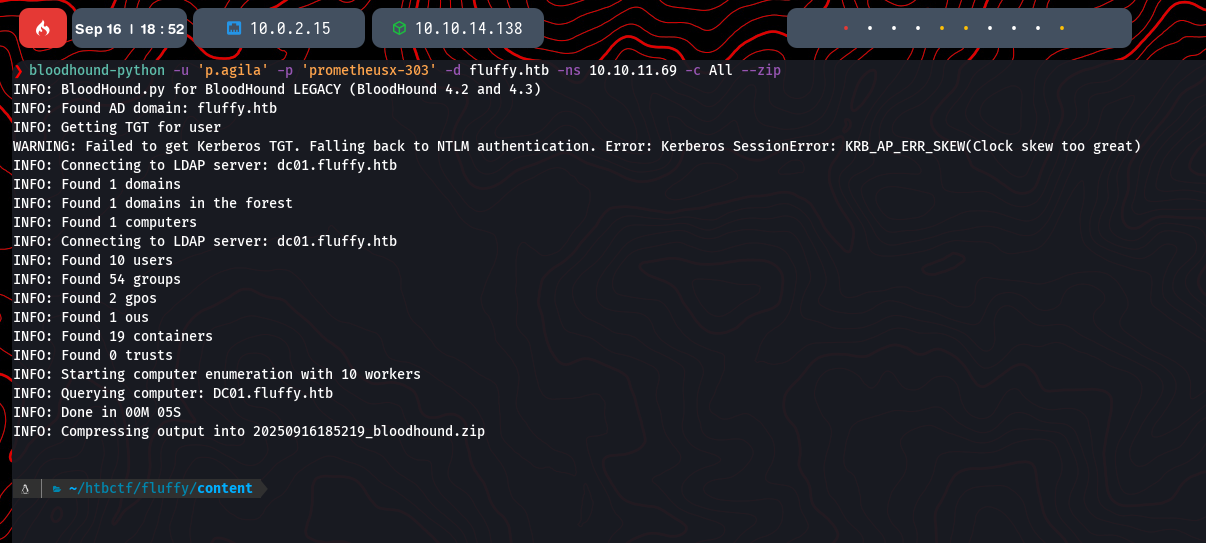 Sep 16 | 18 : 52 10.0.2.15 10.10.14.138
❯ bloodhound-python -u 'p.agila' -p 'prometheusx-303' -d fluffy.htb -ns 10.10.11.69 -c All --zip
INFO: BloodHound.py for BloodHound LEGACY (BloodHound 4.2 and 4.3)
INFO: Found AD domain: fluffy.htb
INFO: Getting TGT for user
WARNING: Failed to get Kerberos TGT. Falling back to NTLM authentication. Error: Kerberos SessionError: KRB_AP_ERR_SKEW(Clock skew too great)
INFO: Connecting to LDAP server: dc01.fluffy.htb
INFO: Found 1 domains
INFO: Found 1 domains in the forest
INFO: Found 1 computers
INFO: Connecting to LDAP server: dc01.fluffy.htb
INFO: Found 10 users
INFO: Found 54 groups
INFO: Found 2 gpos
INFO: Found 1 ous
INFO: Found 19 containers
INFO: Found 0 trusts
INFO: Starting computer enumeration with 10 workers
INFO: Querying computer: DC01.fluffy.htb
INFO: Done in 00M 05S
INFO: Compressing output into 20250916185219_bloodhound.zip
~/htbctf/fluffy/content